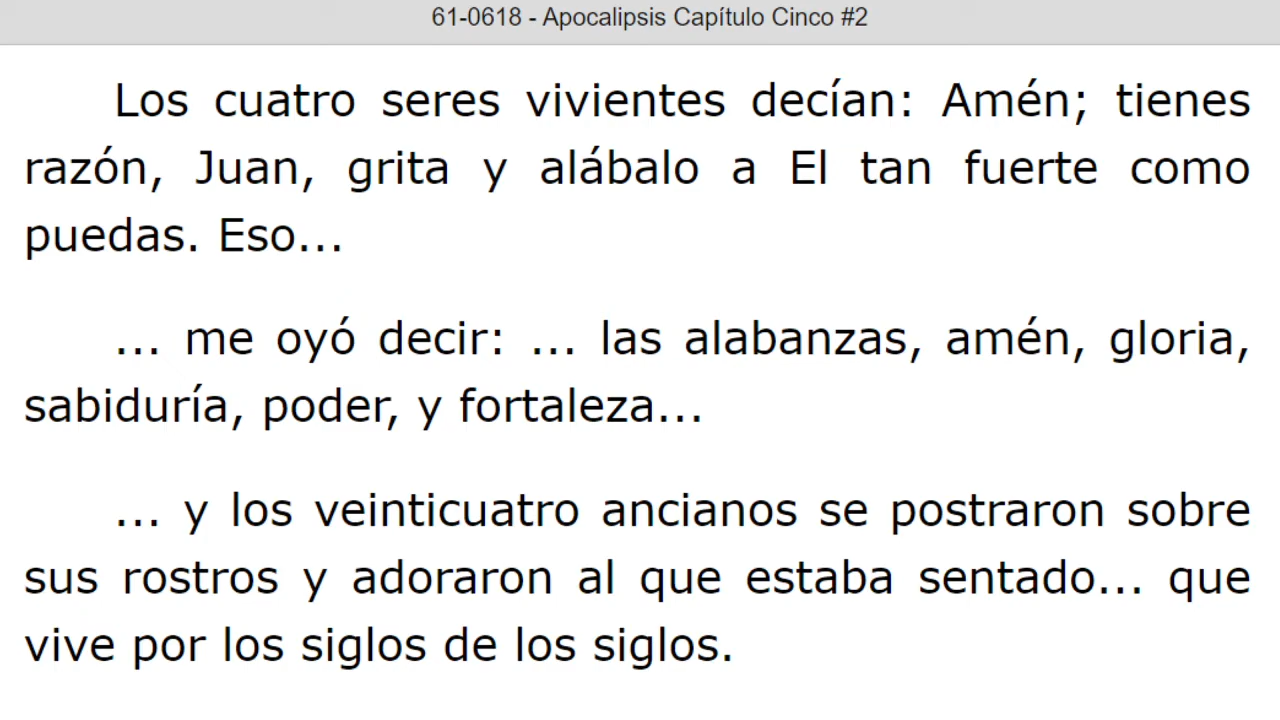 61-0618 - Apocalipsis Capítulo Cinco #2
Los cuatro seres vivientes decían: Amén; tienes
razón, Juan, grita y alábalo a El tan fuerte como
puedas. Eso...
... me oyó decir: ... las alabanzas, amén, gloria,
sabiduría, poder, y fortaleza...
... y los veinticuatro ancianos se postraron sobre
sus rostros y adoraron al que estaba sentado... que
vive por los siglos de los siglos.